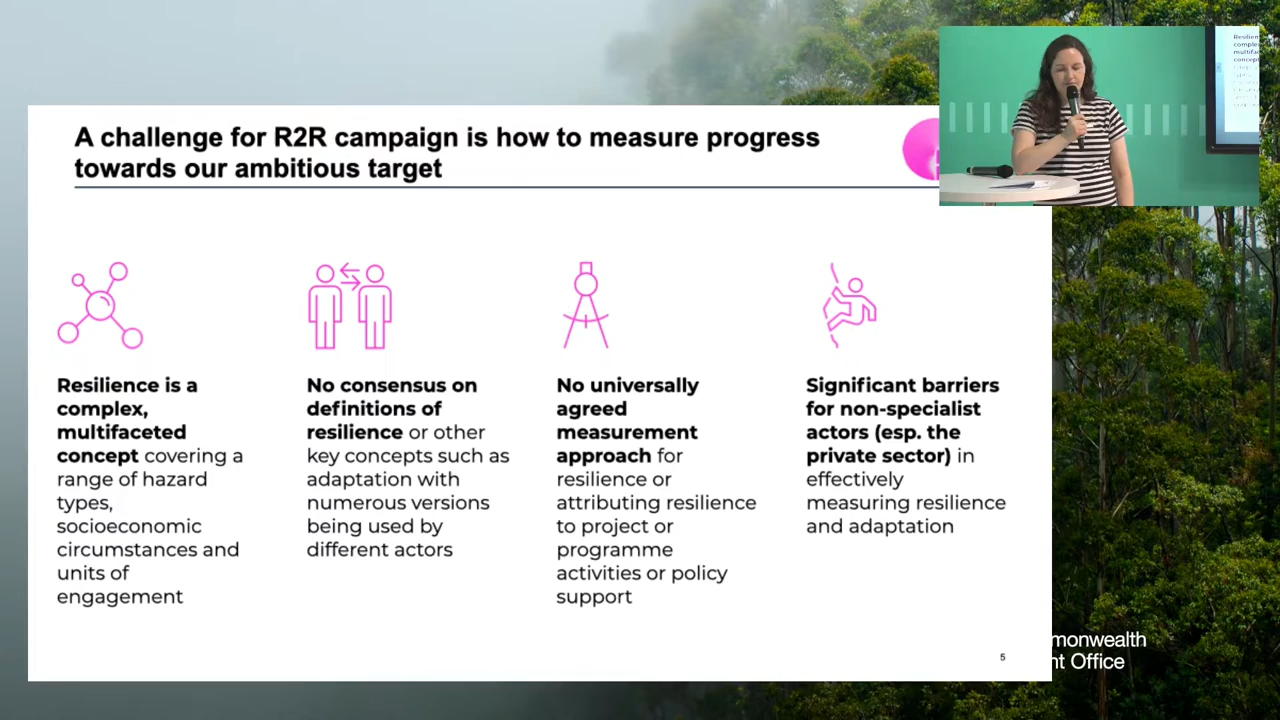 A challenge for R2R campaign is how to measure progress
towards our ambitious target
Resilience is a
complex,
multifaceted
concept covering a
range of hazard
types,
socioeconomic
circumstances and
units of
engagement
No consensus on
definitions of
resilience or other
key concepts such as
adaptation with
numerous versions
being used by
different actors
No universally
agreed
measurement
approach for
resilience or
attributing resilience
to project or
programme
activities or policy
support
Significant barriers
for non-specialist
actors (esp. the
private sector) in
effectively
measuring resilience
and adaptation
5
monwealth
nt Office